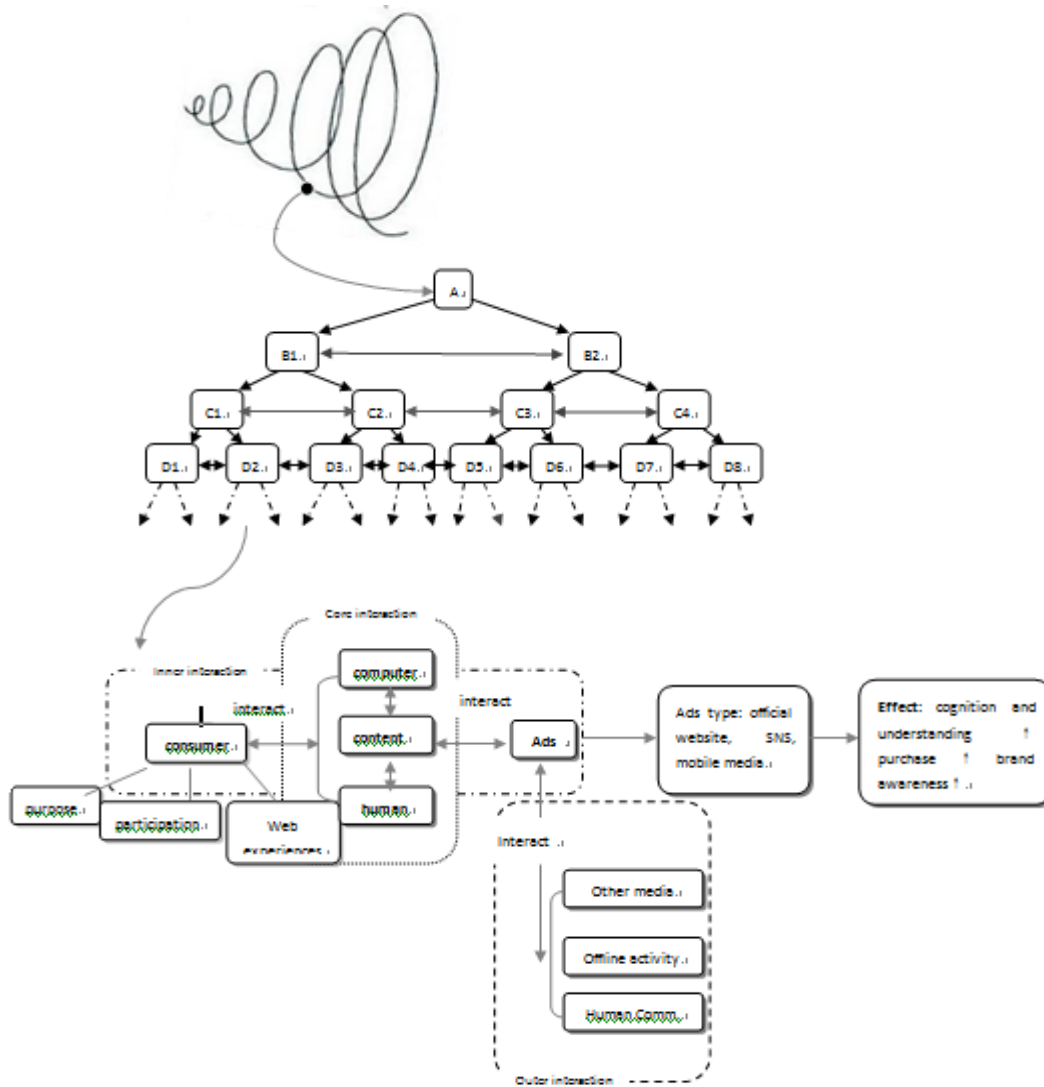 A
B1 B2
C1 C2 C3 C4
D1 D2 D3 D4 D5 D6 D7 D8
Core interaction
Inner interaction
computer
interact
interact
content
consumer
Ads
Ads type: official
website, SNS,
mobile media.
Effect: cognition and
understanding ↑
purchase ↑ brand
awareness ↑.
purpose
participation
human
Web
experiences
Interact
Other media
Offline activity
Human Comm.
Outer interaction